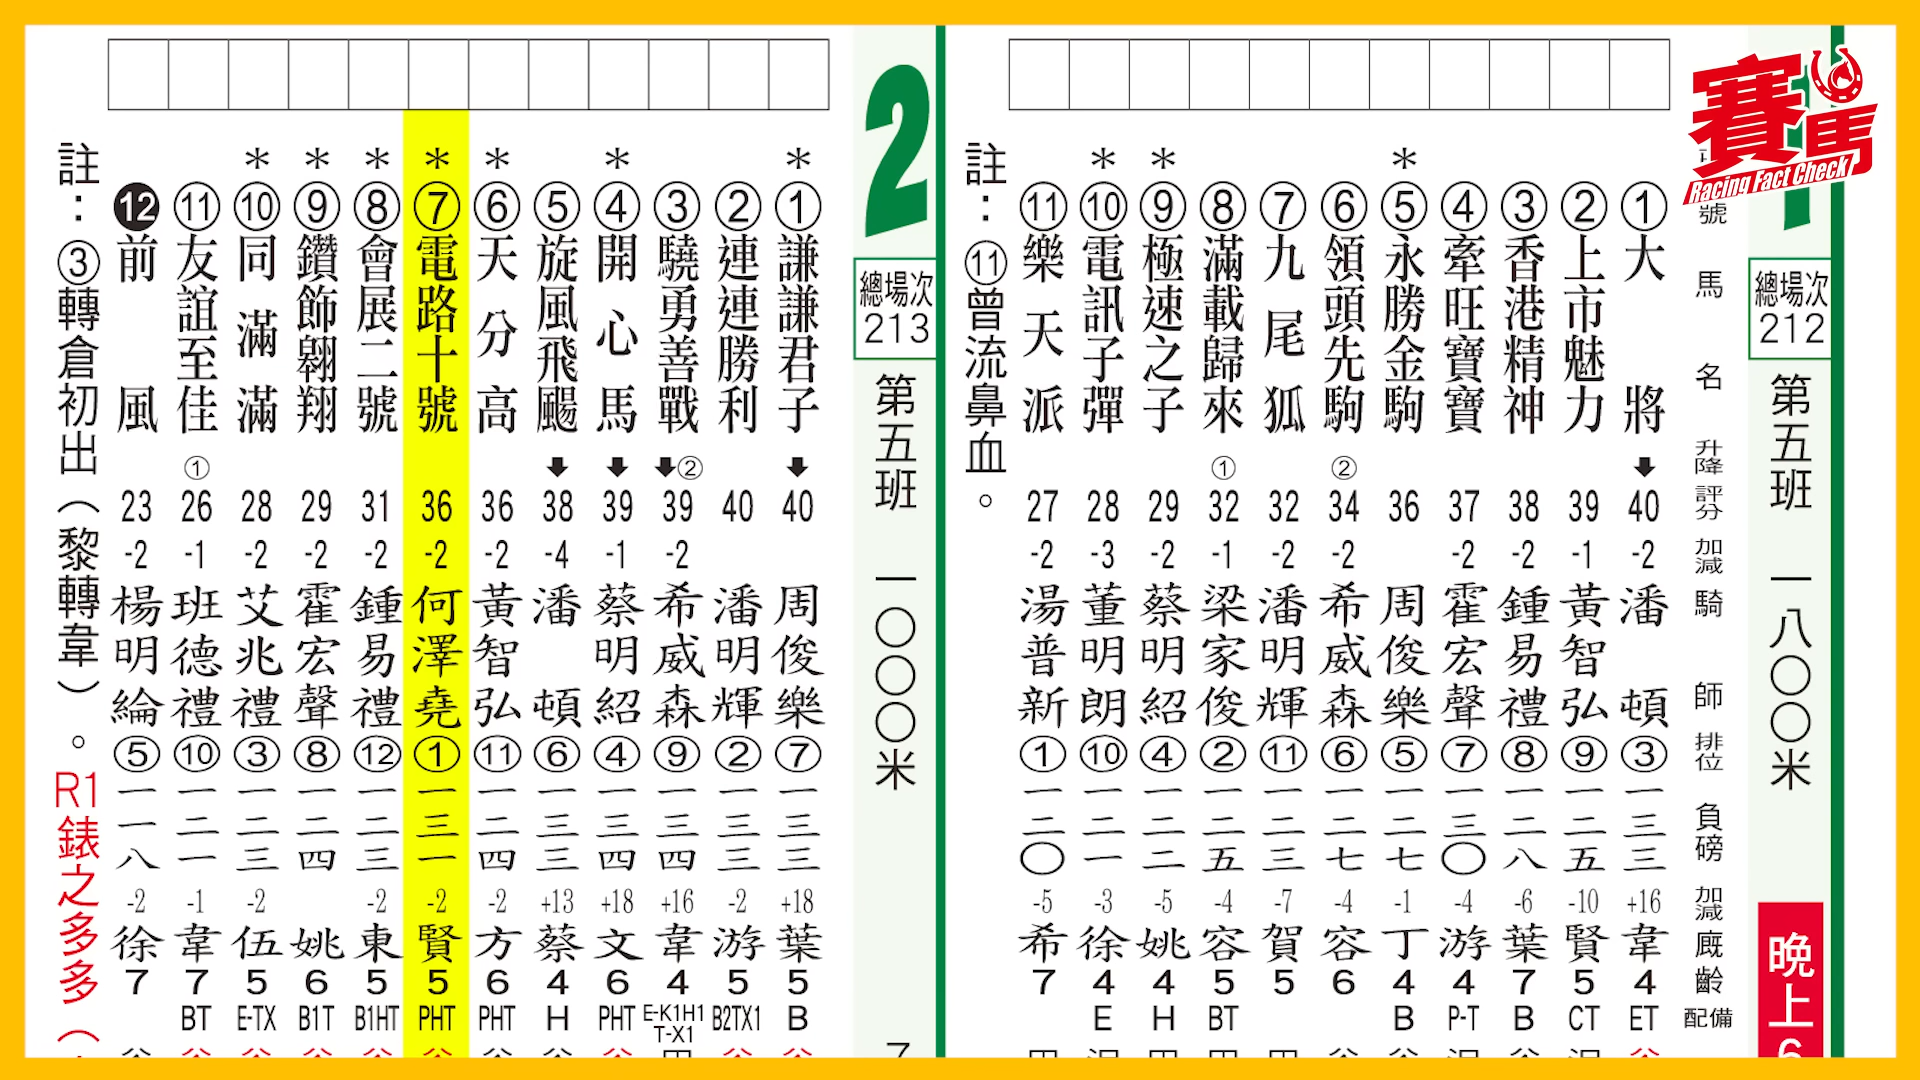 賽馬
Racing Fact Check
1
總場次
212
第五班 一八〇〇米
晚上6
號 馬名 升降 評分 加減 騎師 排位 負磅 加減 廄 齡 配備
① 大將 ⬇ 40 -2 潘頓 ③ 一三三 +16 韋 4 ET
② 上市魅力 39 -1 黃智弘 ⑨ 一二五 -10 賢 5 CT
③ 香港精神 38 -2 鍾易禮 ⑧ 一二八 -6 葉 7 B
④ 牽旺寶寶 37 -2 霍宏聲 ⑦ 一三〇 -4 游 4 P-T
* ⑤ 永勝金駒 36 周俊樂 ⑤ 一二七 -1 丁 4 B
⑥ 領頭先駒 ② 34 -2 希威森 ⑥ 一二七 -4 容 6
⑦ 九尾狐 32 潘明輝 ⑪ 一二三 -7 賀 5
⑧ 滿載歸來 ① 32 -1 梁家俊 ② 一二五 -4 容 5 BT
* ⑨ 極速之子 29 -2 蔡明紹 ④ 一二二 -5 姚 4 H
* ⑩ 電訊子彈 28 -3 董明朗 ⑩ 一二一 -3 徐 4 E
⑪ 樂天派 27 -2 湯普新 ① 一二〇 -5 希 7
註：⑪曾流鼻血。
2
總場次
213
第五班 一〇〇〇米
* ① 謙謙君子 ⬇ 40 周俊樂 ⑦ 一三三 +18 葉 5 B
② 連連勝利 40 潘明輝 ② 一三三 -2 游 5 B2TX1
③ 驍勇善戰 ⬇② 39 -2 希威森 ⑨ 一三四 +16 韋 4 E-K1H1T-X1
* ④ 開心馬 ⬇ 39 -1 蔡明紹 ④ 一三四 +18 文 6 PHT
⑤ 旋風飛颺 ⬇ 38 -4 潘頓 ⑥ 一三三 +13 蔡 4 H
* ⑥ 天分高 36 -2 黃智弘 ⑪ 一二四 -2 方 6 PHT
* ⑦ 電路十號 36 -2 何澤堯 ① 一三一 -2 賢 5 PHT
* ⑧ 會展二號 31 -2 鍾易禮 ⑫ 一二三 -2 東 5 B1HT
* ⑨ 鑽飾翱翔 29 -2 霍宏聲 ⑧ 一二四 姚 6 B1T
* ⑩ 同滿滿 28 -2 艾兆禮 ③ 一二三 -2 伍 5 E-TX
⑪ 友誼至佳 ① 26 -1 班德禮 ⑩ 一二一 -1 韋 7 BT
⓬ 前風 23 -2 楊明綸 ⑤ 一一八 -2 徐 7
註：③轉倉初出（黎轉韋）。R1錶之多多（